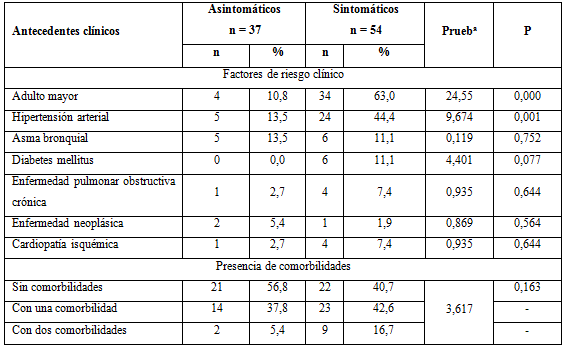 Antecedentes clínicos Asintomáticos n = 37 Sintomáticos n = 54 Prueba P
n % n %
Factores de riesgo clínico
Adulto mayor 4 10,8 34 63,0 24,55 0,000
Hipertensión arterial 5 13,5 24 44,4 9,674 0,001
Asma bronquial 5 13,5 6 11,1 0,119 0,752
Diabetes mellitus 0 0,0 6 11,1 4,401 0,077
Enfermedad pulmonar obstructiva crónica 1 2,7 4 7,4 0,935 0,644
Enfermedad neoplásica 2 5,4 1 1,9 0,869 0,564
Cardiopatía isquémica 1 2,7 4 7,4 0,935 0,644
Presencia de comorbilidades
Sin comorbilidades 21 56,8 22 40,7 3,617 0,163
Con una comorbilidad 14 37,8 23 42,6 -
Con dos comorbilidades 2 5,4 9 16,7 -